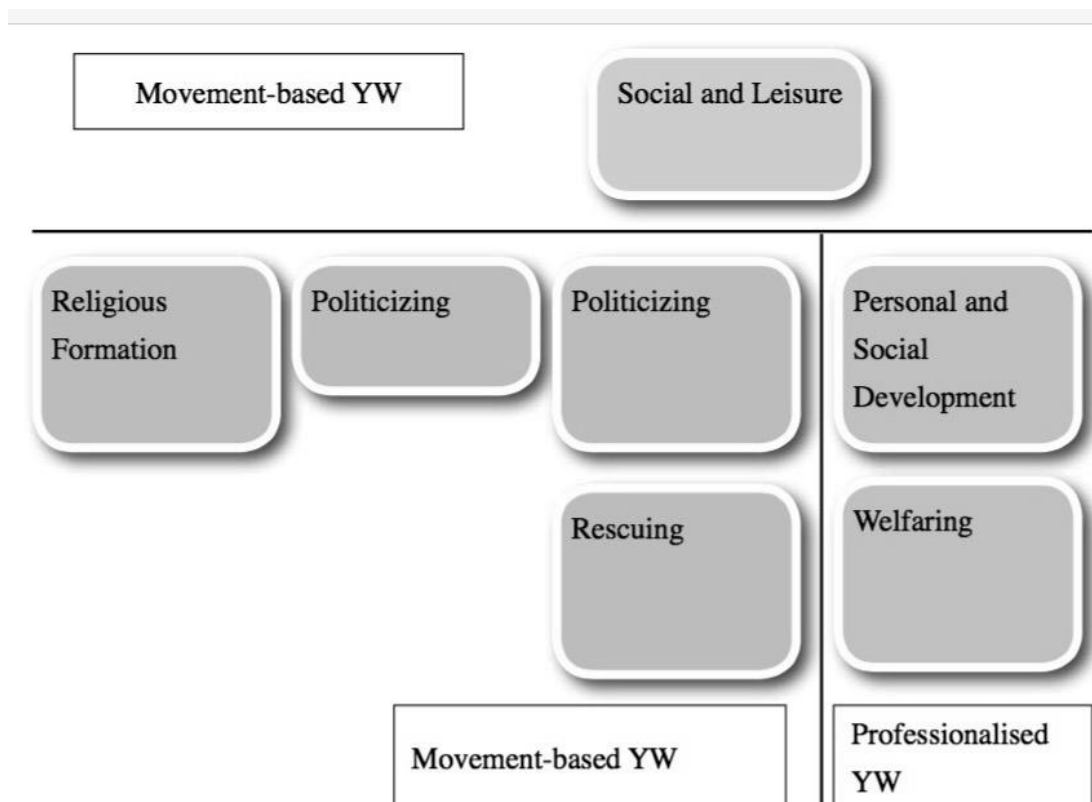 Movement-based YW
Social and Leisure
Religious
Formation
Politicizing
Politicizing
Personal and
Social
Development
Rescuing
Welfaring
Movement-based YW
Professionalised
YW